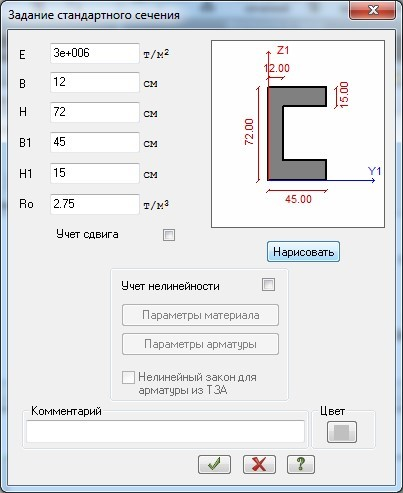 Задание стандартного сечения
E 3e+006 т/м²
B 12 см
H 72 см
B1 45 см
H1 15 см
Ro 2.75 т/м³
Учет сдвига
Z1
12.00
15.00
72.00
Y1
45.00
Нарисовать
Учет нелинейности
Параметры материала
Параметры арматуры
Нелинейный закон для
арматуры из ТЗА
Комментарий
Цвет
?